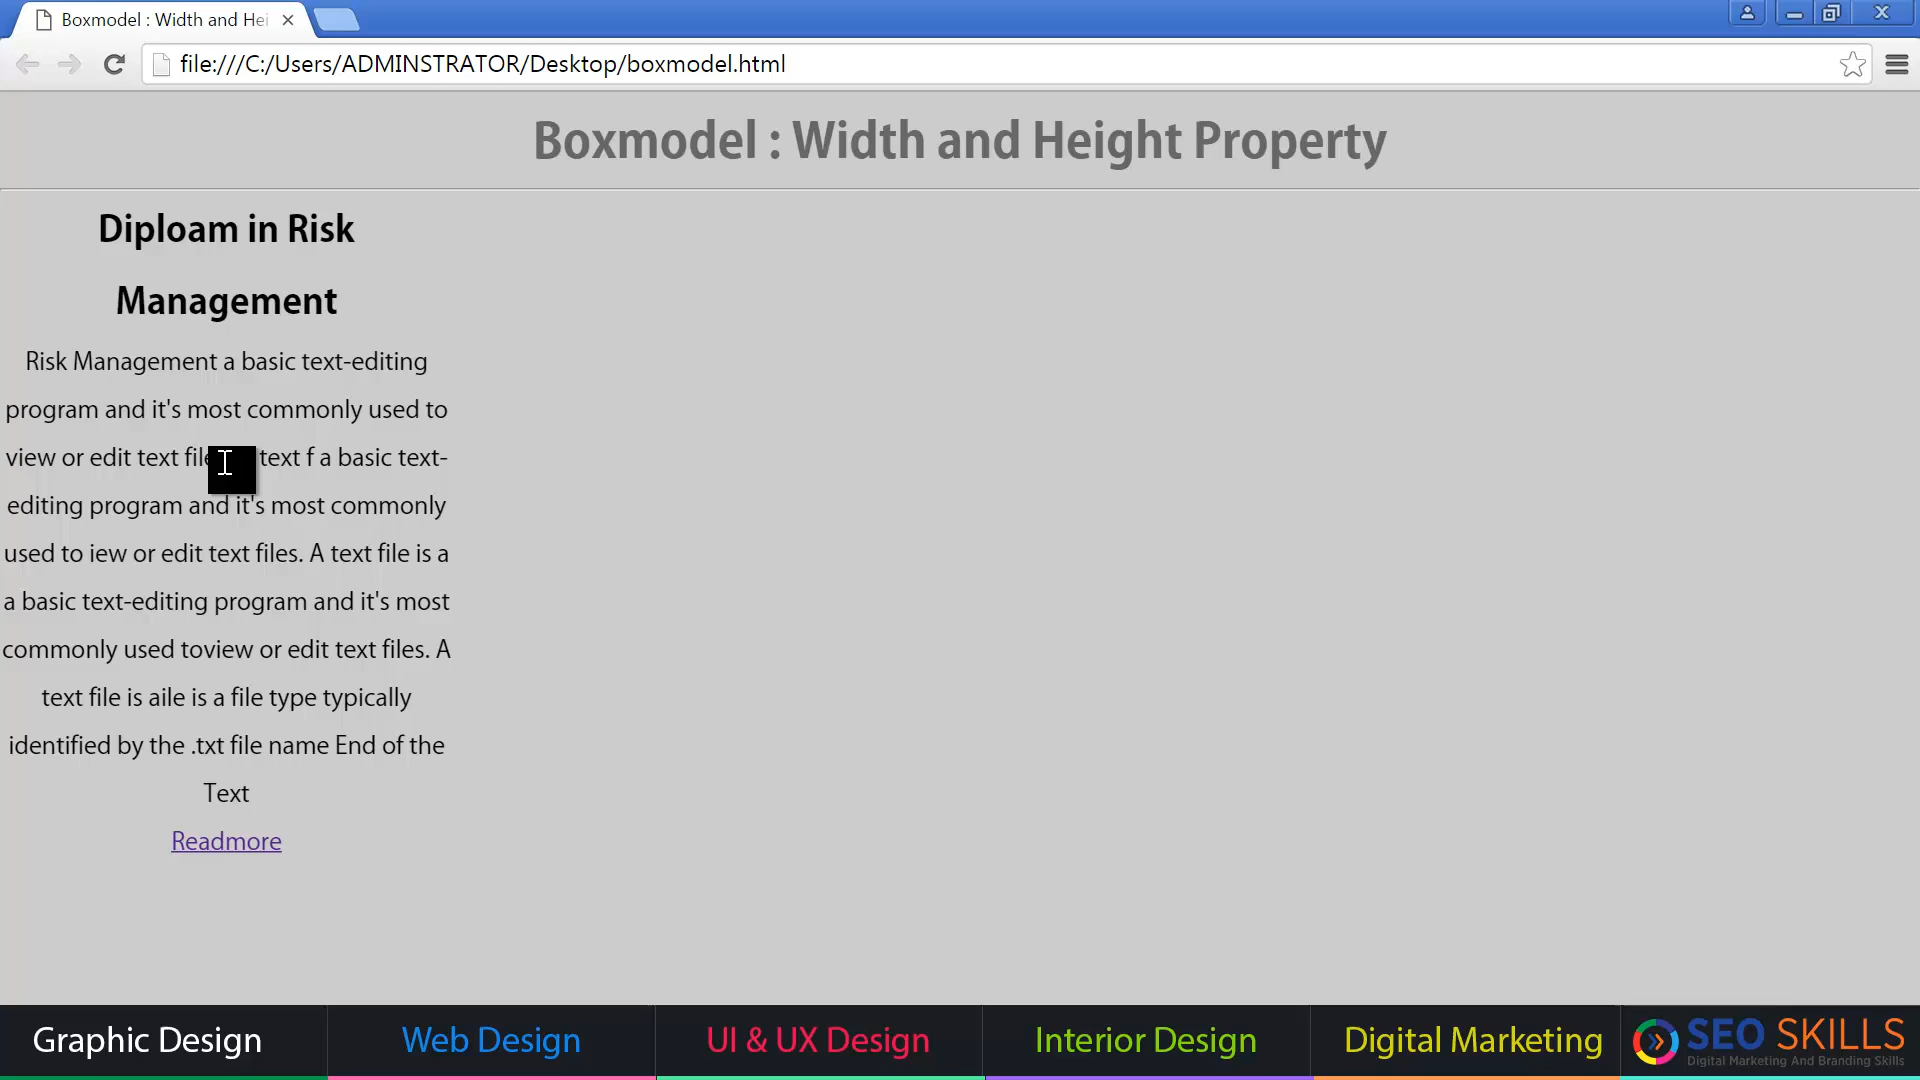 Boxmodel : Width and Hei
file:///C:/Users/ADMINSTRATOR/Desktop/boxmodel.html
Boxmodel : Width and Height Property
Diploam in Risk
Management
Risk Management a basic text-editing
program and it's most commonly used to
view or edit text text f a basic text-
editing program and it's most commonly
used to iew or edit text files. A text file is a
a basic text-editing program and it's most
commonly used toview or edit text files. A
text file is aile is a file type typically
identified by the .txt file name End of the
Text
Readmore
Graphic Design
Web Design
UI & UX Design
Interior Design
Digital Marketing
SEO SKILLS
Digital Marketing And Branding Skills